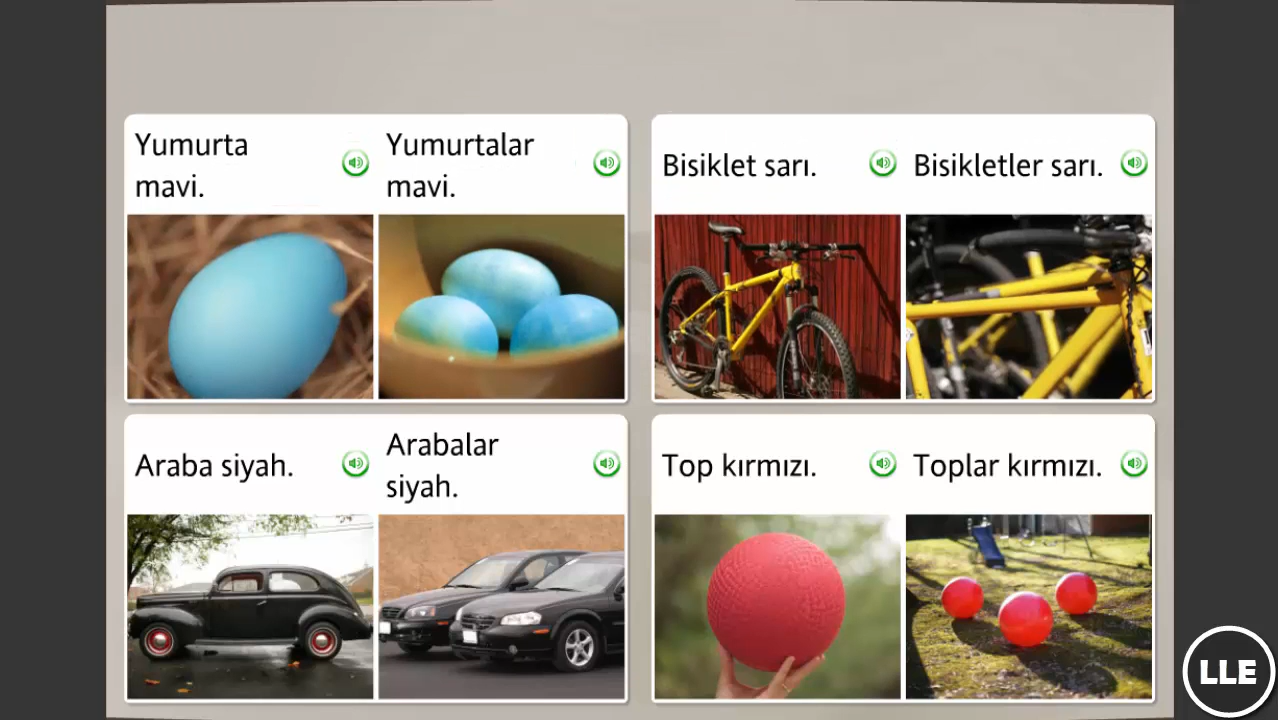 Yumurta
mavi.
Yumurtalar
mavi.
Bisiklet sarı.
Bisikletler sarı.
Araba siyah.
Arabalar
siyah.
Top kırmızı.
Toplar kırmızı.
LLE